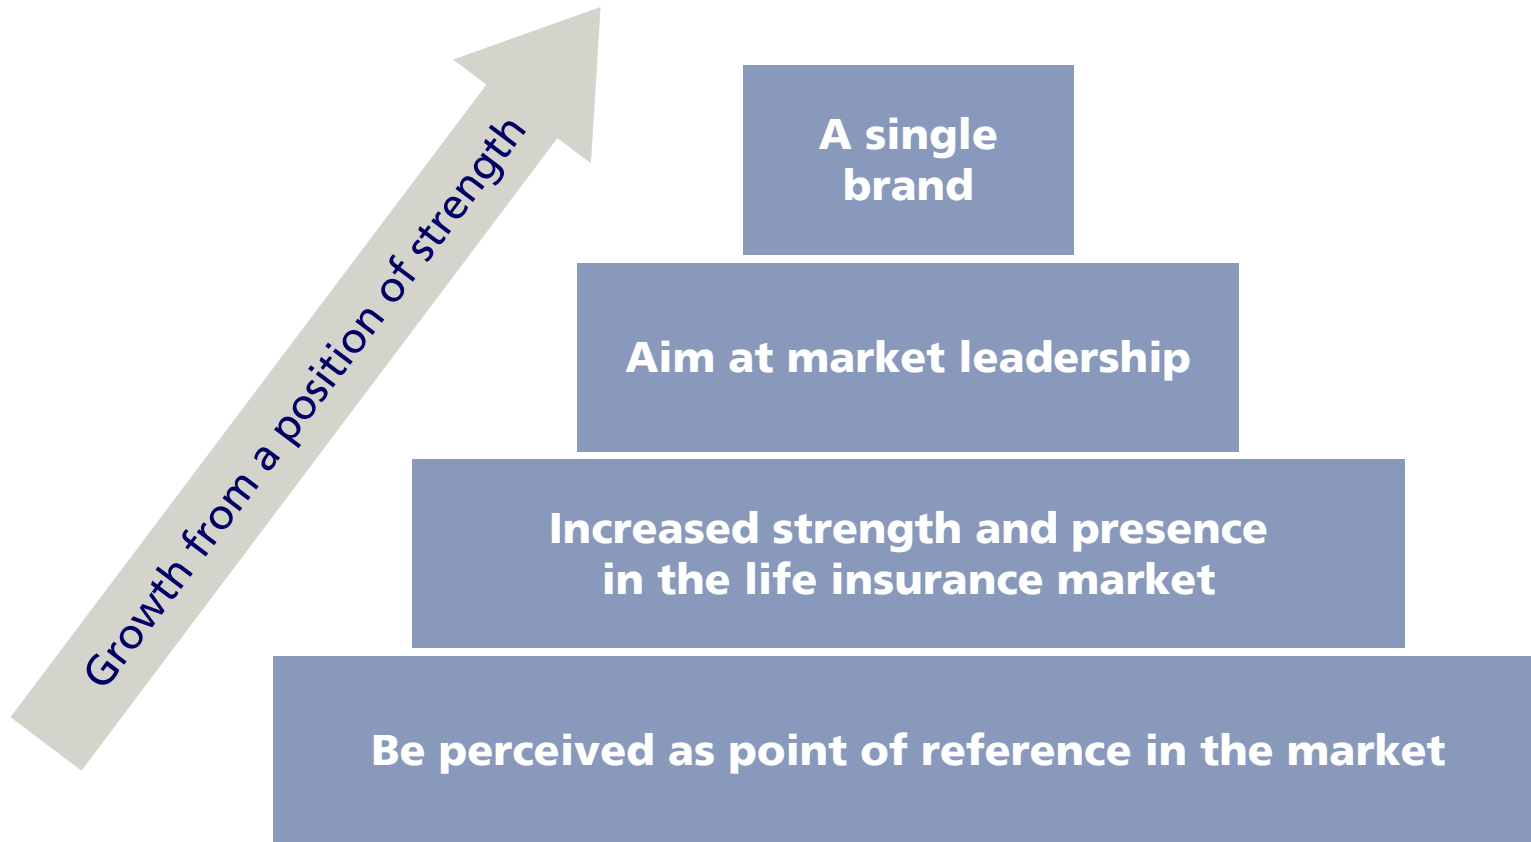 Growth from a position of strength
A single
brand
Aim at market leadership
Increased strength and presence
in the life insurance market
Be perceived as point of reference in the market